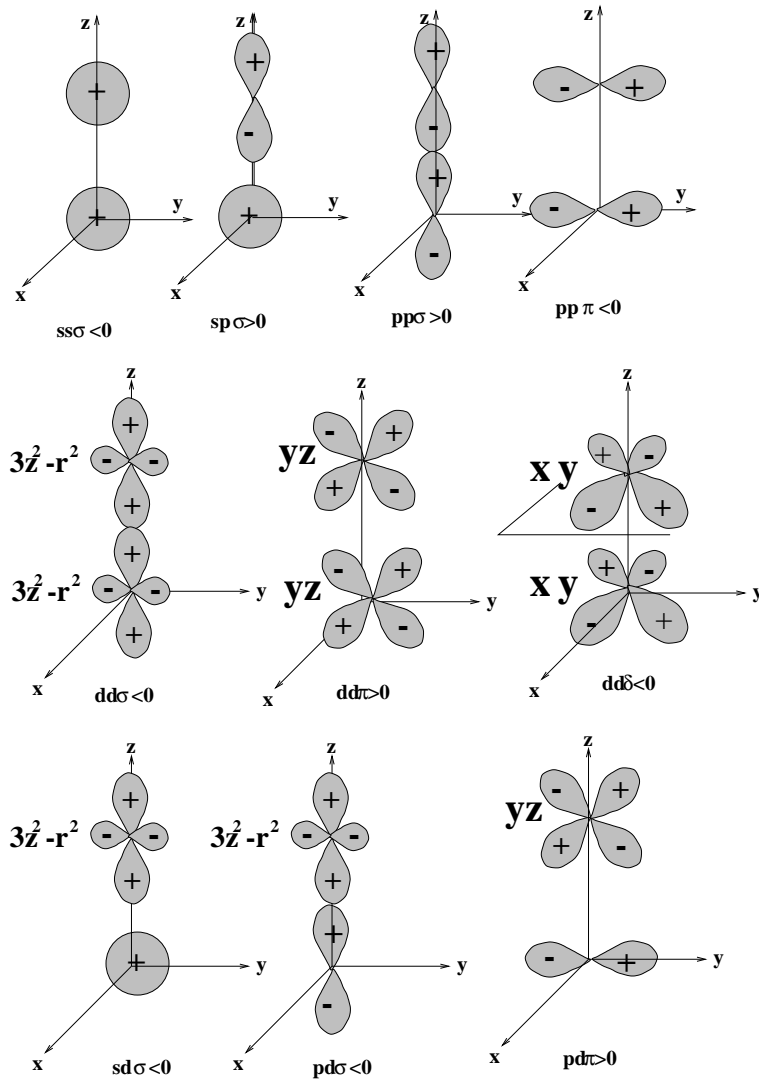 z z z z
+ + + + - +
- -
+
y y y
+ + - - +
x x - x
x
ssσ <0 spσ>0 ppσ >0 pp π <0
z z z
3z²-r² + - + + -
- - yz x y
+ + - - +
3z²-r² + - + + -
- - yz x y
y y y
+ + - - +
x x x
ddσ <0 ddπ>0 ddδ<0
z z z
+ + - +
3z²-r² - - 3z²-r² - - yz
+ + + -
+ + - +
y y y
-
x x x
sdσ <0 pdσ <0 pdπ>0